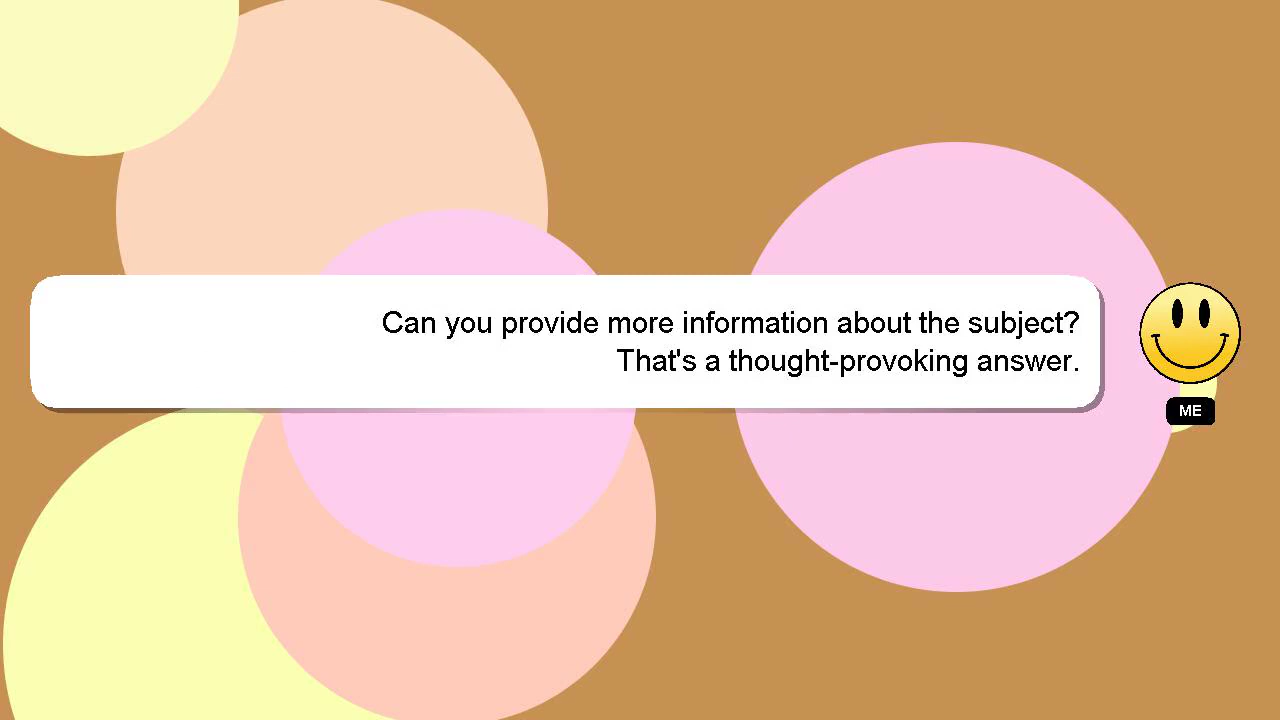 Can you provide more information about the subject?
That's a thought-provoking answer.
ME